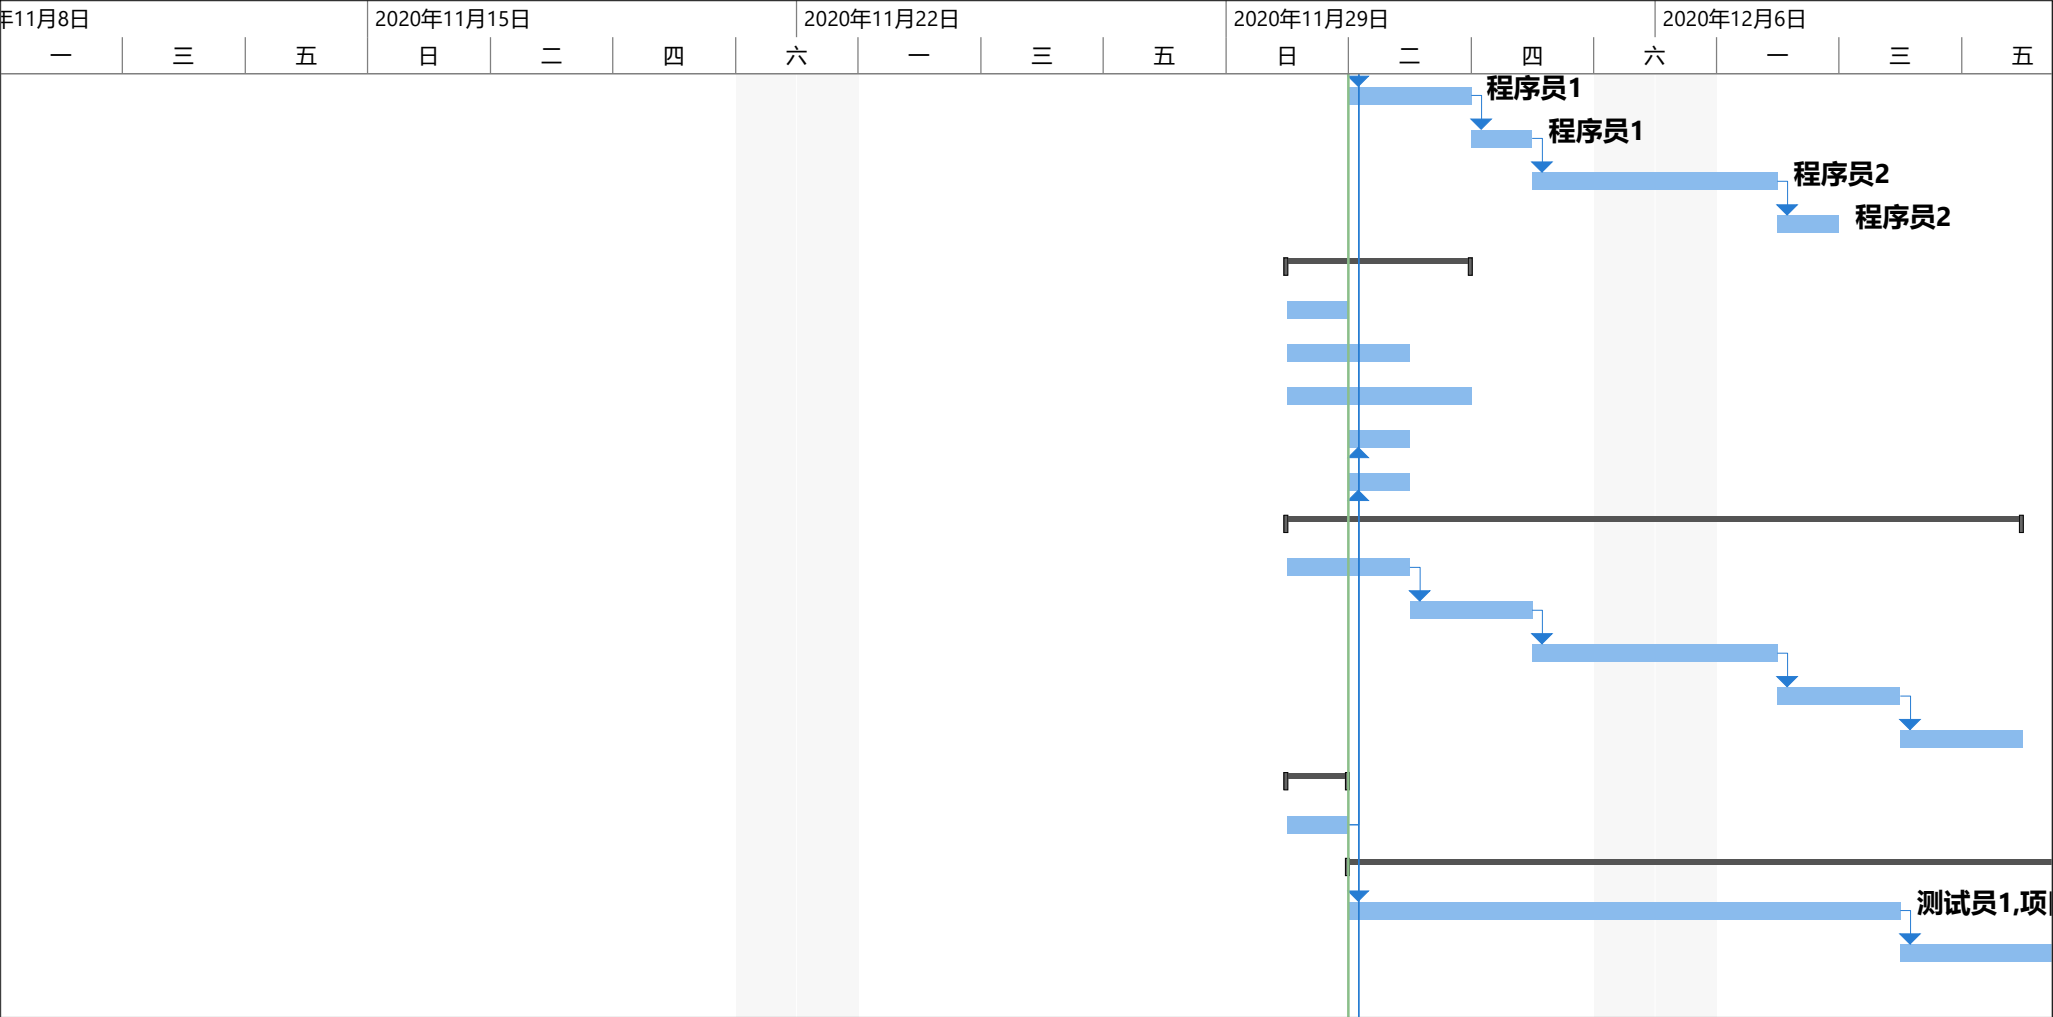 年11月8日 2020年11月15日 2020年11月22日 2020年11月29日 2020年12月6日
一 三 五 日 二 四 六 一 三 五 日 二 四 六 一 三 五
程序员1
程序员1
程序员2
程序员2
测试员1,项